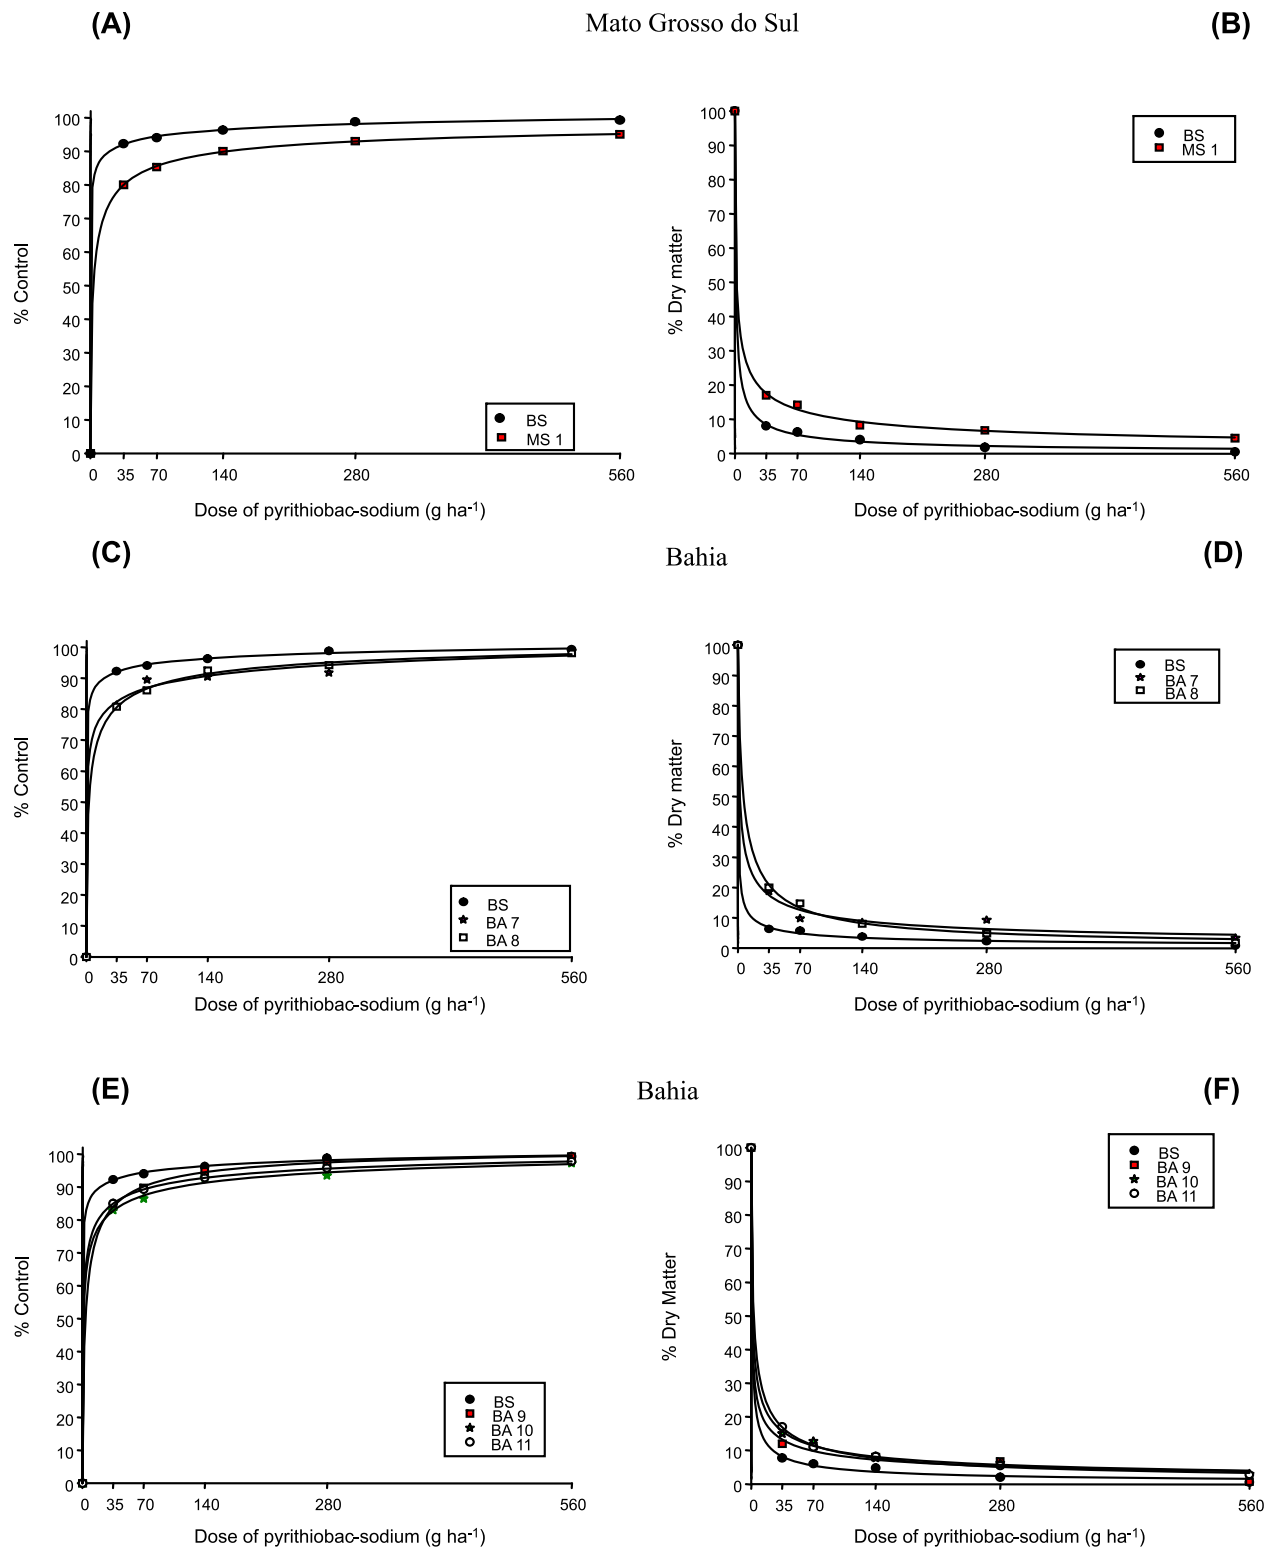 (A)
Mato Grosso do Sul
(B)
100
90
80
70
60
50
40
30
20
10
0
% Control
BS
MS 1
0 35 70 140 280 560
Dose of pyrithiobac-sodium (g ha-1)
100
90
80
70
60
50
40
30
20
10
0
% Dry matter
BS
MS 1
0 35 70 140 280 560
Dose of pyrithiobac-sodium (g ha-1)
(C)
Bahia
(D)
100
90
80
70
60
50
40
30
20
10
0
% Control
BS
BA 7
BA 8
0 35 70 140 280 560
Dose of pyrithiobac-sodium (g ha-1)
100
90
80
70
60
50
40
30
20
10
0
% Dry matter
BS
BA 7
BA 8
0 35 70 140 280 560
Dose of pyrithiobac-sodium (g ha-1)
(E)
Bahia
(F)
100
90
80
70
60
50
40
30
20
10
0
% Control
BS
BA 9
BA 10
BA 11
0 35 70 140 280 560
Dose of pyrithiobac-sodium (g ha-1)
100
90
80
70
60
50
40
30
20
10
0
% Dry Matter
BS
BA 9
BA 10
BA 11
0 35 70 140 280 560
Dose of pyrithiobac-sodium (g ha-1)